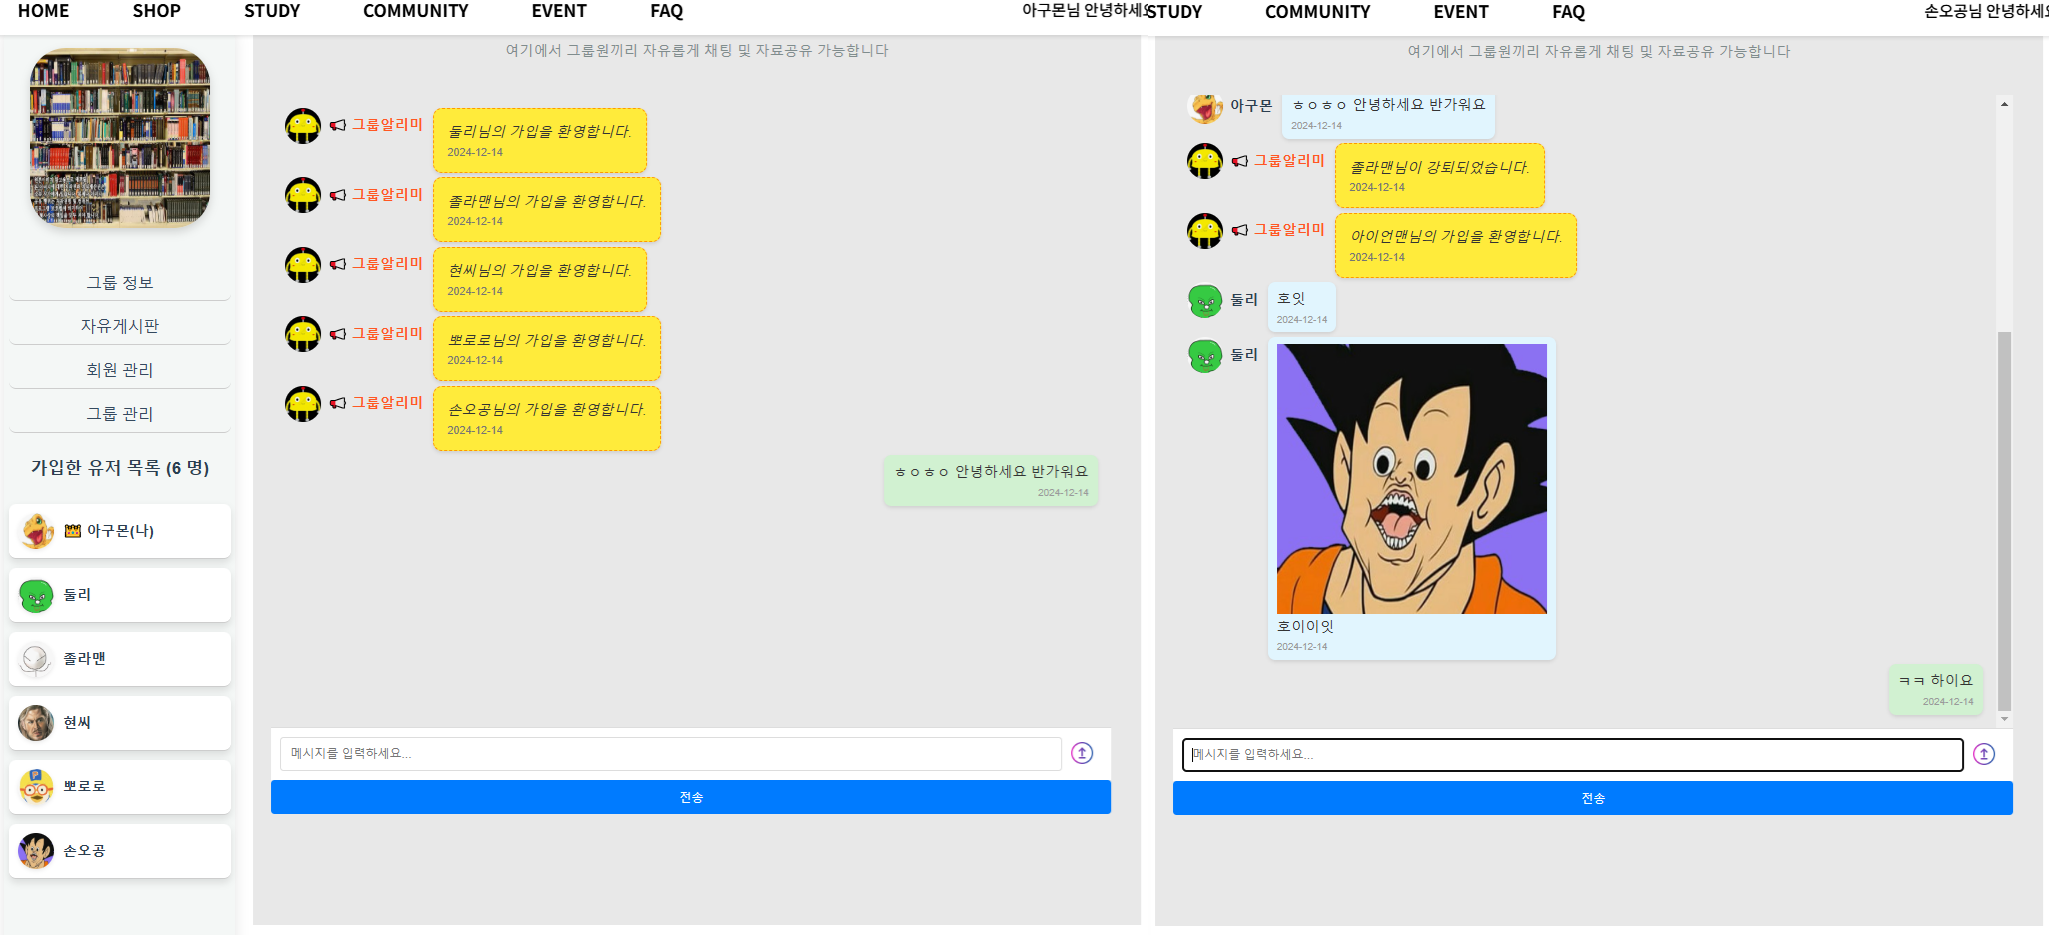 HOME SHOP STUDY COMMUNITY EVENT FAQ 아구몬님 안녕하세요
그룹 정보
자유게시판
회원 관리
그룹 관리
가입한 유저 목록 (6 명)
아구몬(나)
둘리
졸라맨
현씨
뽀로로
손오공
여기에서 그룹원끼리 자유롭게 채팅 및 자료공유 가능합니다
그룹알리미 둘리님의 가입을 환영합니다.
2024-12-14
그룹알리미 졸라맨님의 가입을 환영합니다.
2024-12-14
그룹알리미 현씨님의 가입을 환영합니다.
2024-12-14
그룹알리미 뽀로로님의 가입을 환영합니다.
2024-12-14
그룹알리미 손오공님의 가입을 환영합니다.
2024-12-14
ㅎㅇㅎㅇ 안녕하세요 반가워요
2024-12-14
메시지를 입력하세요...
전송
STUDY COMMUNITY EVENT FAQ 손오공님 안녕하세요
여기에서 그룹원끼리 자유롭게 채팅 및 자료공유 가능합니다
아구몬 ㅎㅇㅎㅇ 안녕하세요 반가워요
2024-12-14
그룹알리미 졸라맨님이 강퇴되었습니다.
2024-12-14
그룹알리미 아이언맨님의 가입을 환영합니다.
2024-12-14
둘리 호잇
2024-12-14
둘리
호이이잇
2024-12-14
ㅋㅋ 하이요
2024-12-14
메시지를 입력하세요...
전송